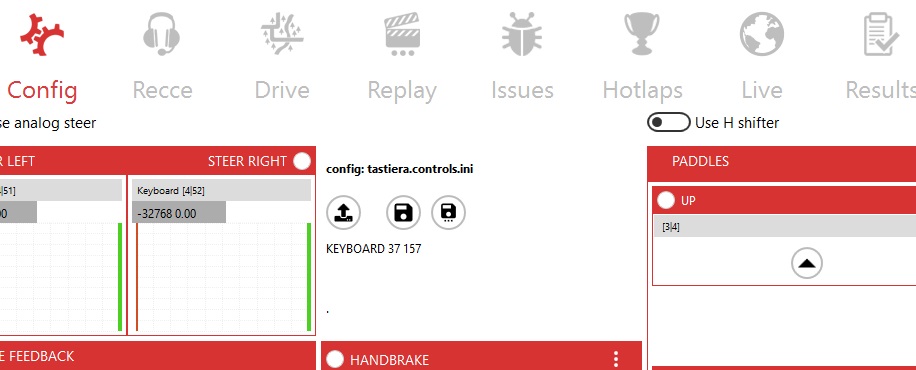 Config Recce Drive Replay Issues Hotlaps Live Results
se analog steer
Use H shifter
R LEFT
STEER RIGHT
[51]
Keyboard [4|52]
00
-32768 0.00
config: tastiera.controls.ini
KEYBOARD 37 157
.
PADDLES
UP
[3|4]
E FEEDBACK
HANDBRAKE